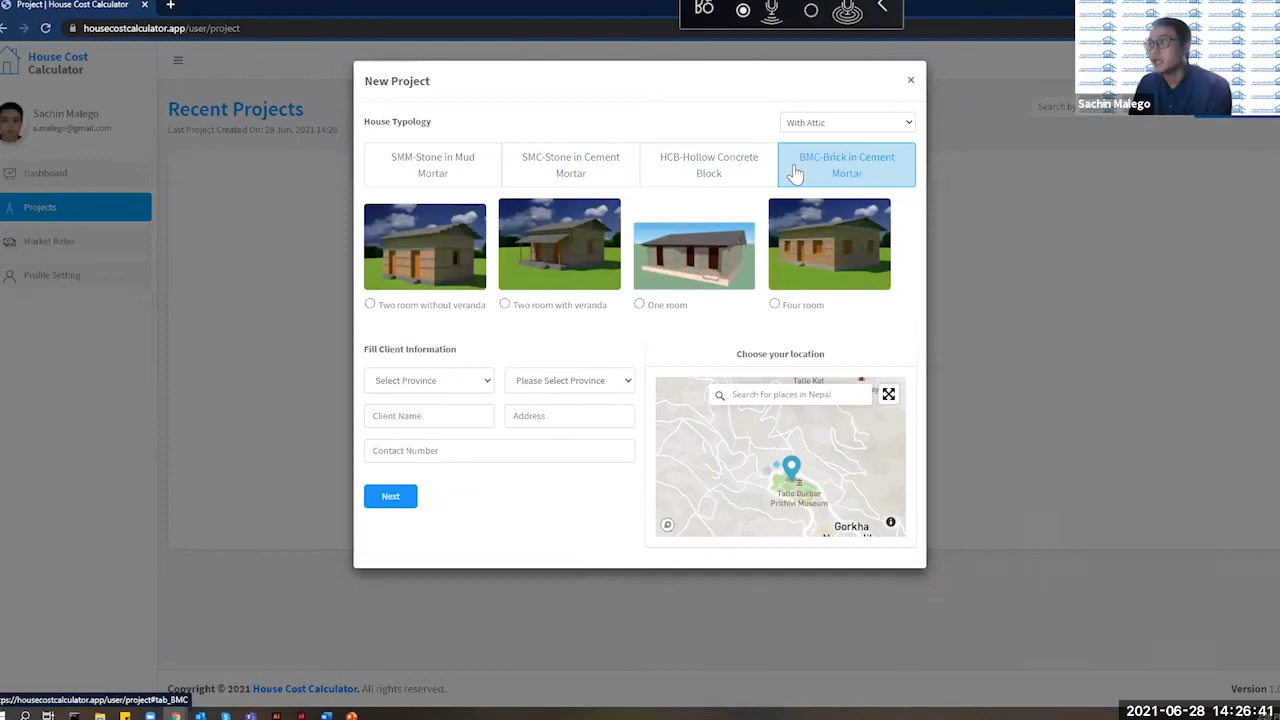 Project | House Cost Calculator
housecostcalculator.app/user/project
House Cost
Calculator
Sachin Malego
s.malego@gmail.com
Dashboard
Projects
Market Rates
Profile Setting
Recent Projects
Last Project Created On: 28 Jun, 2021 14:26
Search by
Sachin Malego
New Project
×
House Typology
With Attic
SMM-Stone in Mud
Mortar
SMC-Stone in Cement
Mortar
HCB-Hollow Concrete
Block
BMC-Brick in Cement
Mortar
Two room without veranda
Two room with veranda
One room
Four room
Fill Client Information
Select Province
Please Select Province
Client Name
Address
Contact Number
Next
Choose your location
Tallo Kot
Search for places in Nepal
Tallo Durbar
Prithivi Museum
Gorkha
Copyright © 2021 House Cost Calculator. All rights reserved.
Version 1.
ps://housecostcalculator.app/user/project#tab_BMC
2021-06-28 14:26:41